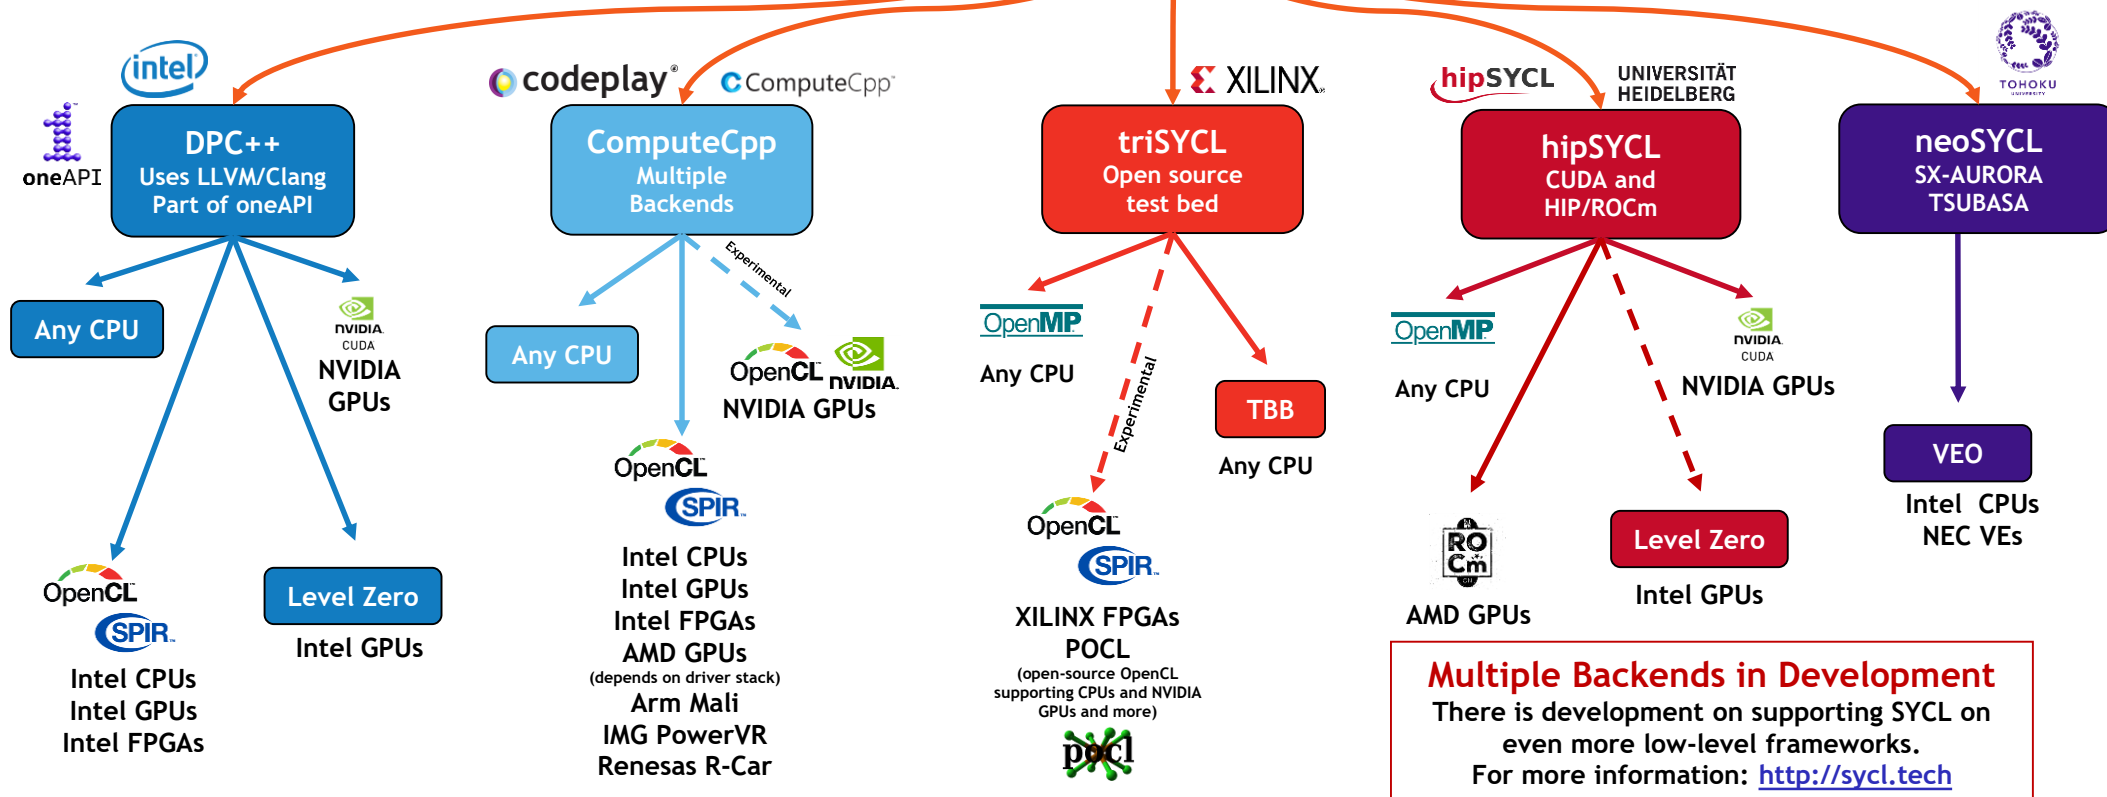 intel
oneAPI
DPC++
Uses LLVM/Clang
Part of oneAPI
Any CPU
NVIDIA
CUDA
NVIDIA
GPUs
OpenCL
SPIR
Intel CPUs
Intel GPUs
Intel FPGAs
Level Zero
Intel GPUs
codeplay®
ComputeCpp™
ComputeCpp
Multiple
Backends
Any CPU
Experimental
OpenCL
NVIDIA.
NVIDIA GPUs
OpenCL™
SPIR
Intel CPUs
Intel GPUs
Intel FPGAs
AMD GPUs
(depends on driver stack)
Arm Mali
IMG PowerVR
Renesas R-Car
XILINX
triSYCL
Open source
test bed
OpenMP
Any CPU
Experimental
OpenCL™
SPIR
XILINX FPGAs
POCL
(open-source OpenCL
supporting CPUs and NVIDIA
GPUs and more)
pocl
TBB
Any CPU
hipSYCL
UNIVERSITÄT
HEIDELBERG
hipSYCL
CUDA and
HIP/ROCm
OpenMP
Any CPU
ROCm
AMD GPUs
Level Zero
Intel GPUs
NVIDIA
CUDA
NVIDIA GPUs
TOHOKU
UNIVERSITY
neoSYCL
SX-AURORA
TSUBASA
VEO
Intel CPUs
NEC VEs
Multiple Backends in Development
There is development on supporting SYCL on
even more low-level frameworks.
For more information: http://sycl.tech